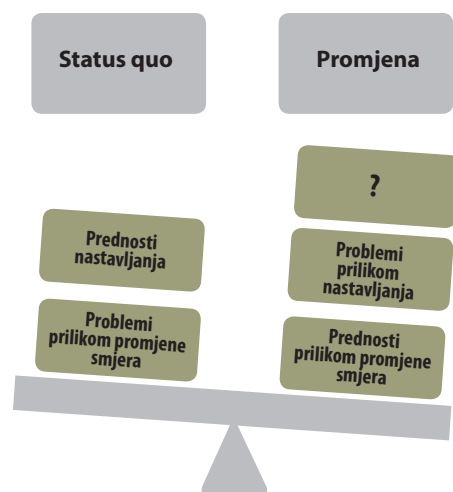 Status quo
Promjena
?
Prednosti
nastavljanja
Problemi
prilikom
nastavljanja
Problemi
prilikom promjene
smjera
Prednosti
prilikom promjene
smjera